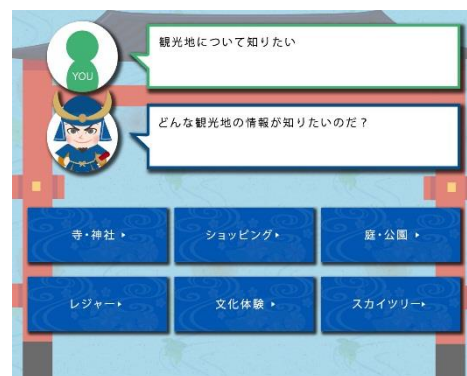 観光地について知りたい
YOU
どんな観光地の情報が知りたいのだ？
寺・神社
ショッピング
庭・公園
レジャー
文化体験
スカイツリー